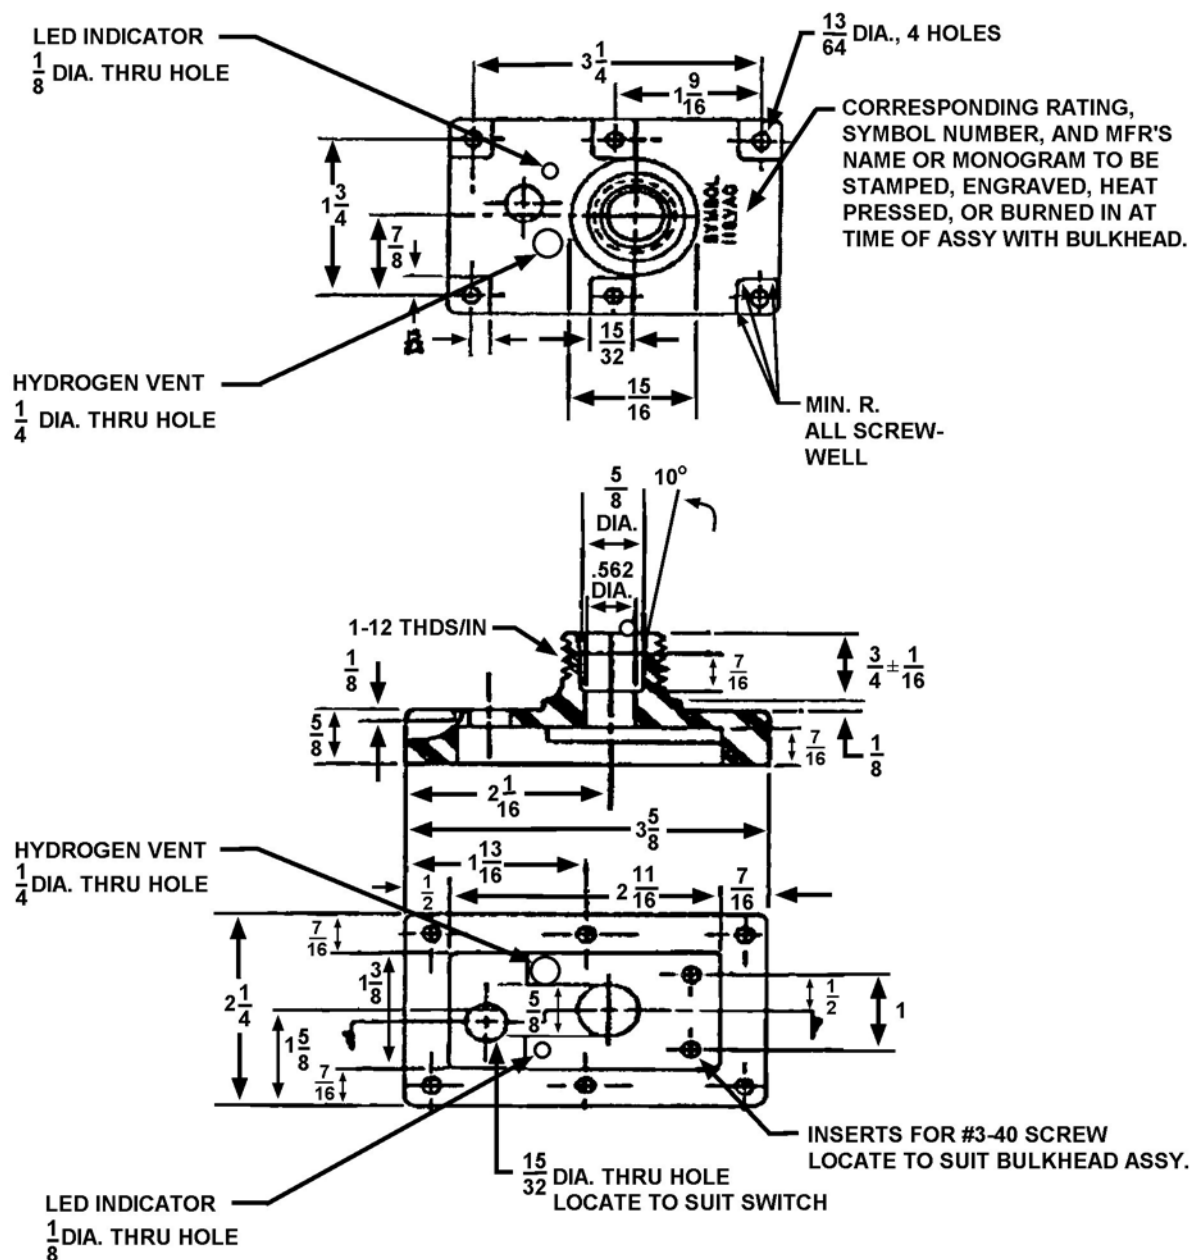 LED INDICATOR
1/8 DIA. THRU HOLE
13/64 DIA., 4 HOLES
3 1/4
1 9/16
CORRESPONDING RATING,
SYMBOL NUMBER, AND MFR'S
NAME OR MONOGRAM TO BE
STAMPED, ENGRAVED, HEAT
PRESSED, OR BURNED IN AT
TIME OF ASSY WITH BULKHEAD.
SYMBOL
1 3/4
7/8
15/32
15/16
HYDROGEN VENT
1/4 DIA. THRU HOLE
MIN. R.
ALL SCREW-
WELL
5/8
DIA.
10°
.562
DIA.
1-12 THDS/IN
1/8
7/16
3/4 ± 1/16
5/8
7/16
1/8
2 1/16
3 5/8
HYDROGEN VENT
1/4 DIA. THRU HOLE
1 13/16
1/2
2 11/16
7/16
7/16
2 1/4
1 3/8
5/8
1/2
1
1 5/8
7/16
INSERTS FOR #3-40 SCREW
LOCATE TO SUIT BULKHEAD ASSY.
15/32 DIA. THRU HOLE
LOCATE TO SUIT SWITCH
LED INDICATOR
1/8 DIA. THRU HOLE